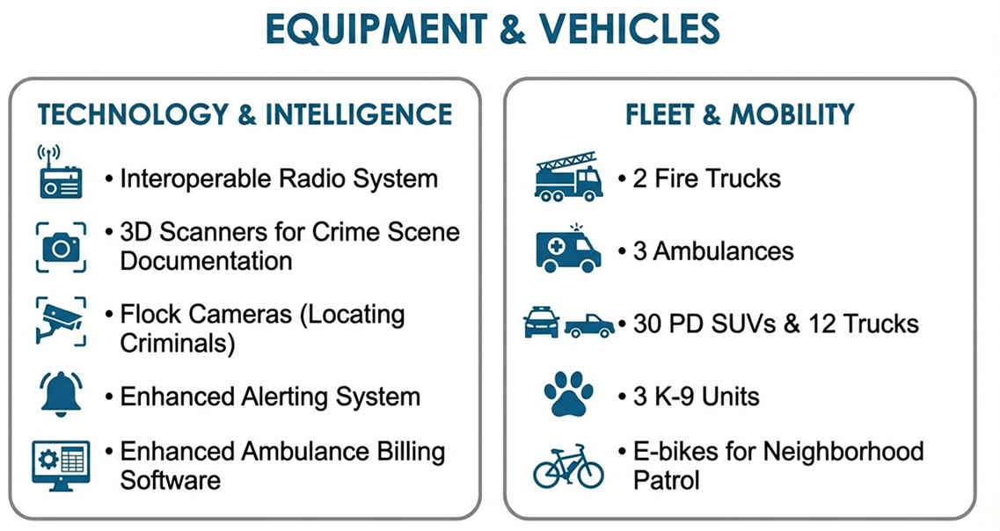 EQUIPMENT & VEHICLES
TECHNOLOGY & INTELLIGENCE
• Interoperable Radio System
• 3D Scanners for Crime Scene
Documentation
• Flock Cameras (Locating
Criminals)
• Enhanced Alerting System
• Enhanced Ambulance Billing
Software
FLEET & MOBILITY
• 2 Fire Trucks
• 3 Ambulances
• 30 PD SUVs & 12 Trucks
• 3 K-9 Units
• E-bikes for Neighborhood
Patrol